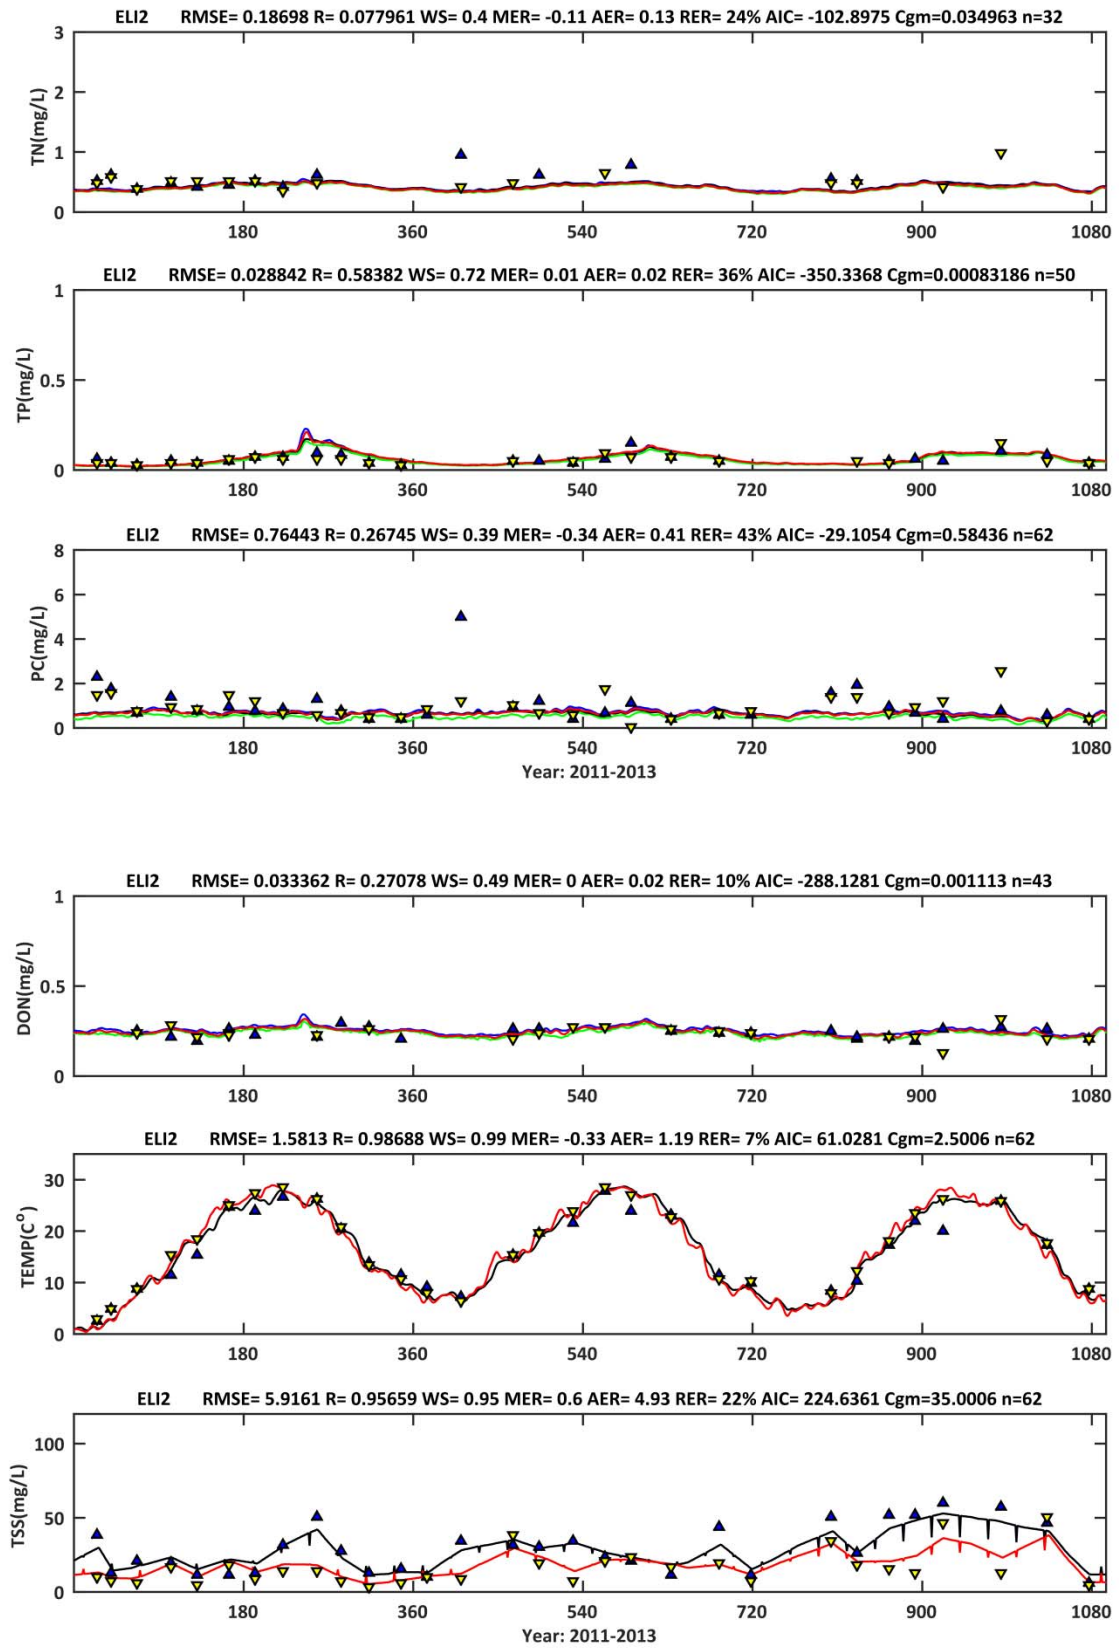 ELI2 RMSE= 0.18698 R= 0.077961 WS= 0.4 MER= -0.11 AER= 0.13 RER= 24% AIC= -102.8975 Cgm=0.034963 n=32
3
2
1
0
TN(mg/L)
180 360 540 720 900 1080
ELI2 RMSE= 0.028842 R= 0.58382 WS= 0.72 MER= 0.01 AER= 0.02 RER= 36% AIC= -350.3368 Cgm=0.00083186 n=50
1
0.5
0
TP(mg/L)
180 360 540 720 900 1080
ELI2 RMSE= 0.76443 R= 0.26745 WS= 0.39 MER= -0.34 AER= 0.41 RER= 43% AIC= -29.1054 Cgm=0.58436 n=62
8
6
4
2
0
PC(mg/L)
180 360 540 720 900 1080
Year: 2011-2013
ELI2 RMSE= 0.033362 R= 0.27078 WS= 0.49 MER= 0 AER= 0.02 RER= 10% AIC= -288.1281 Cgm=0.001113 n=43
1
0.5
0
DON(mg/L)
180 360 540 720 900 1080
ELI2 RMSE= 1.5813 R= 0.98688 WS= 0.99 MER= -0.33 AER= 1.19 RER= 7% AIC= 61.0281 Cgm=2.5006 n=62
30
20
10
0
TEMP(C°)
180 360 540 720 900 1080
ELI2 RMSE= 5.9161 R= 0.95659 WS= 0.95 MER= 0.6 AER= 4.93 RER= 22% AIC= 224.6361 Cgm=35.0006 n=62
100
50
0
TSS(mg/L)
180 360 540 720 900 1080
Year: 2011-2013